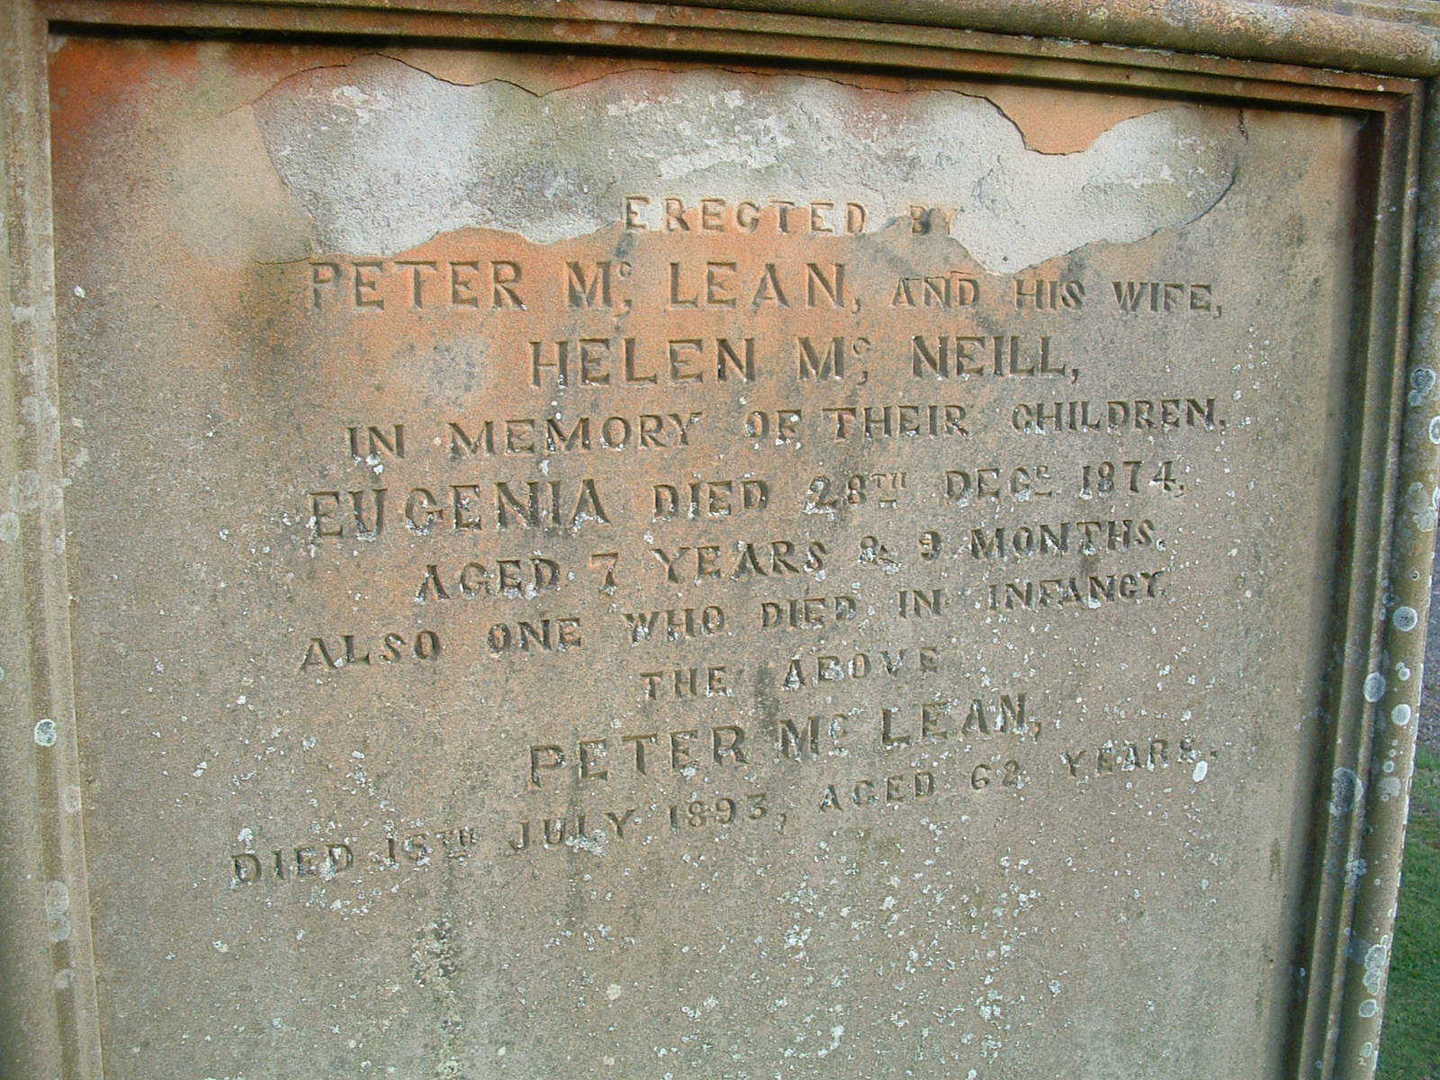 ERECTED BY
PETER Mc LEAN, AND HIS WIFE,
HELEN Mc NEILL,
IN MEMORY OF THEIR CHILDREN.
EUGENIA DIED 28TH DECR 1874,
AGED 7 YEARS & 9 MONTHS.
ALSO ONE WHO DIED IN INFANCY.
THE ABOVE
PETER Mc LEAN,
DIED 15TH JULY 1893, AGED 62 YEARS.